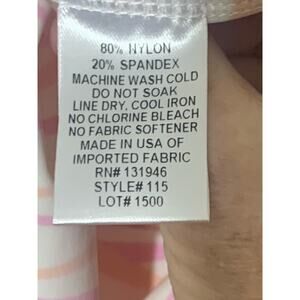 80% NYLON
20% SPANDEX
MACHINE WASH COLD
DO NOT SOAK
LINE DRY, COOL IRON
NO CHLORINE BLEACH
NO FABRIC SOFTENER
MADE IN USA OF
IMPORTED FABRIC
RN# 131946
STYLE# 115
LOT# 1500